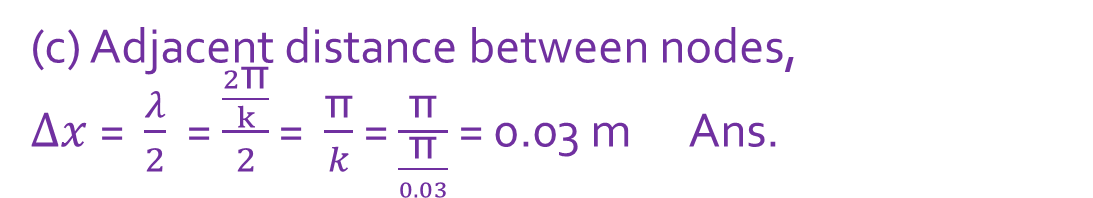 (c) Adjacent distance between nodes,
Δx = λ/2 = (2π/k)/2 = π/k = π/(π/0.03) = 0.03 m Ans.